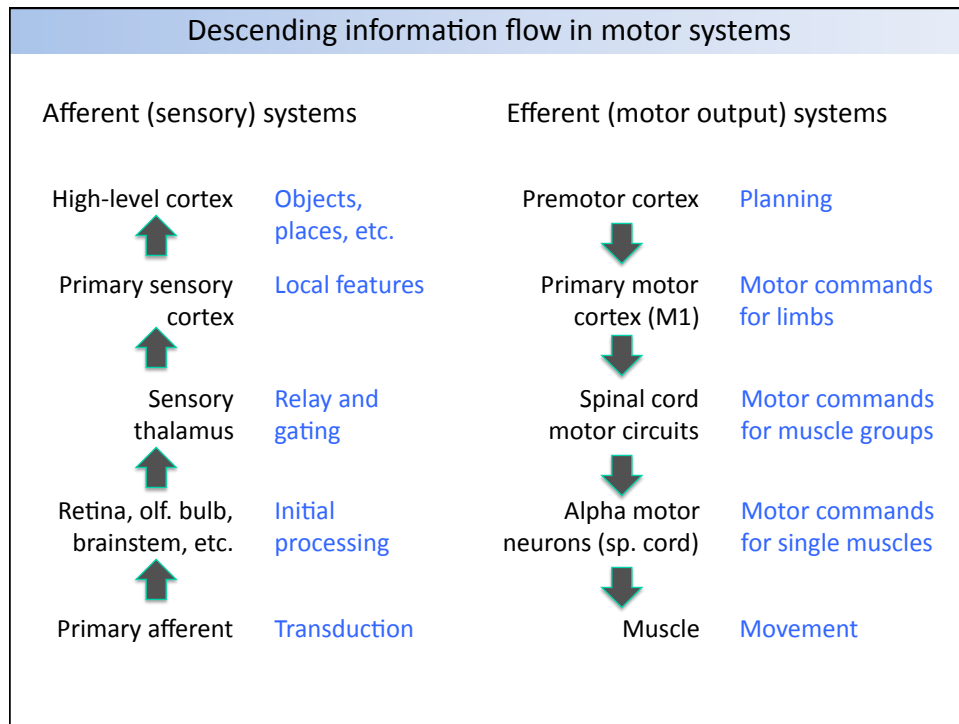 Descending information flow in motor systems
Afferent (sensory) systems
High-level cortex
Objects,
places, etc.
Primary sensory
cortex
Local features
Sensory
thalamus
Relay and
gating
Retina, olf. bulb,
brainstem, etc.
Initial
processing
Primary afferent
Transduction
Efferent (motor output) systems
Premotor cortex
Planning
Primary motor
cortex (M1)
Motor commands
for limbs
Spinal cord
motor circuits
Motor commands
for muscle groups
Alpha motor
neurons (sp. cord)
Motor commands
for single muscles
Muscle
Movement